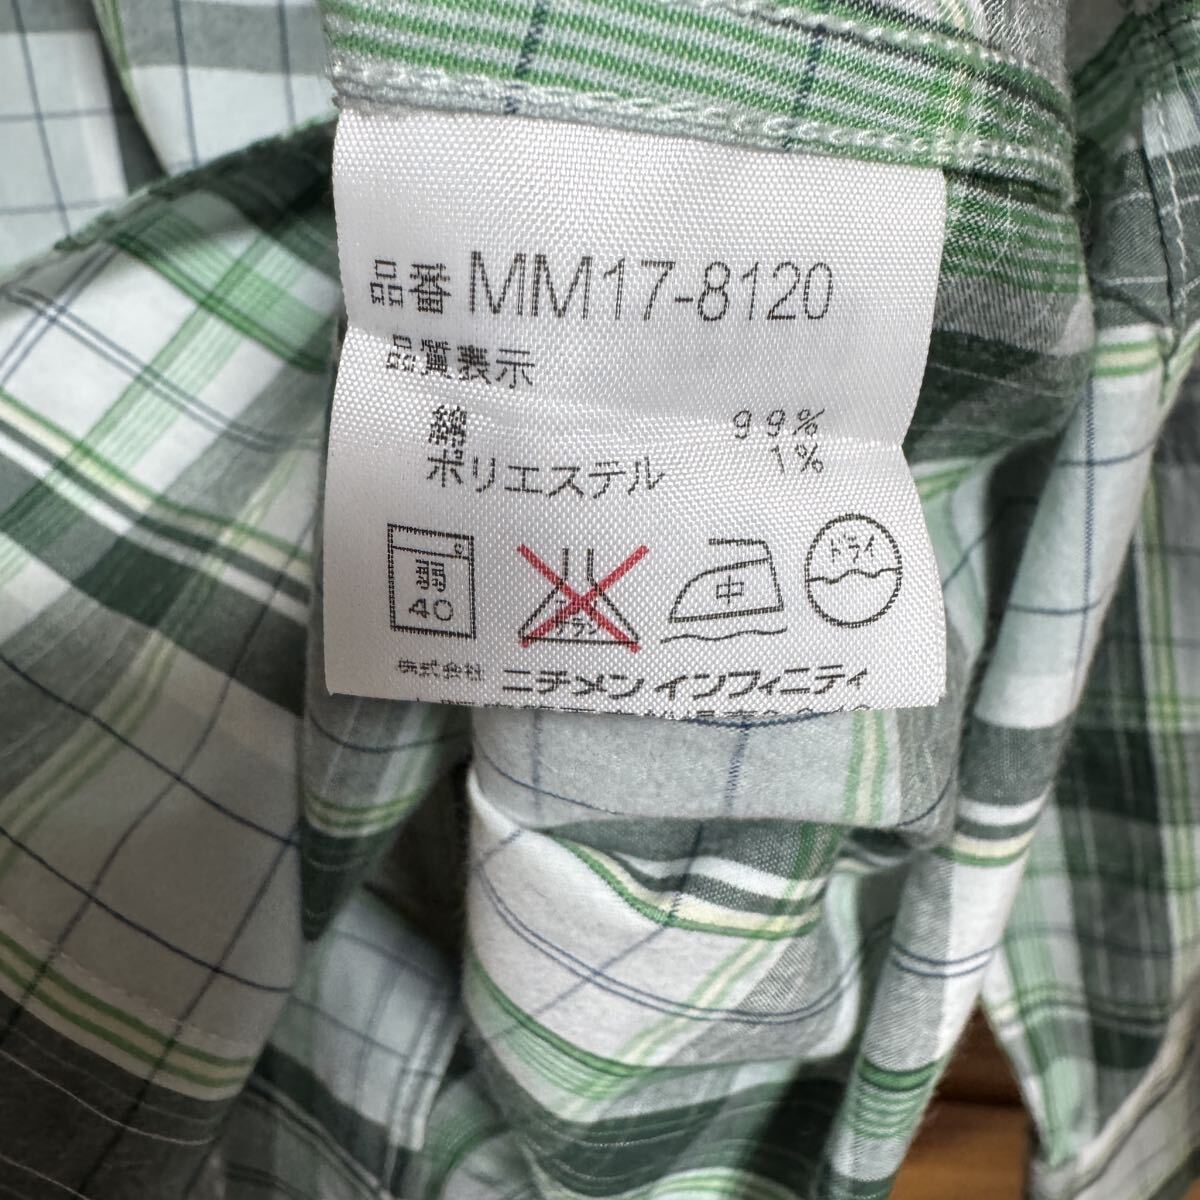 品番 MM17-8120
品質表示
綿 99%
ポリエステル 1%
40
中
ドライ
株式会社 ニチメン インフィニティ